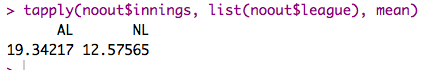 > tapply(noout$innings, list(noout$league), mean)
AL NL
19.34217 12.57565
>